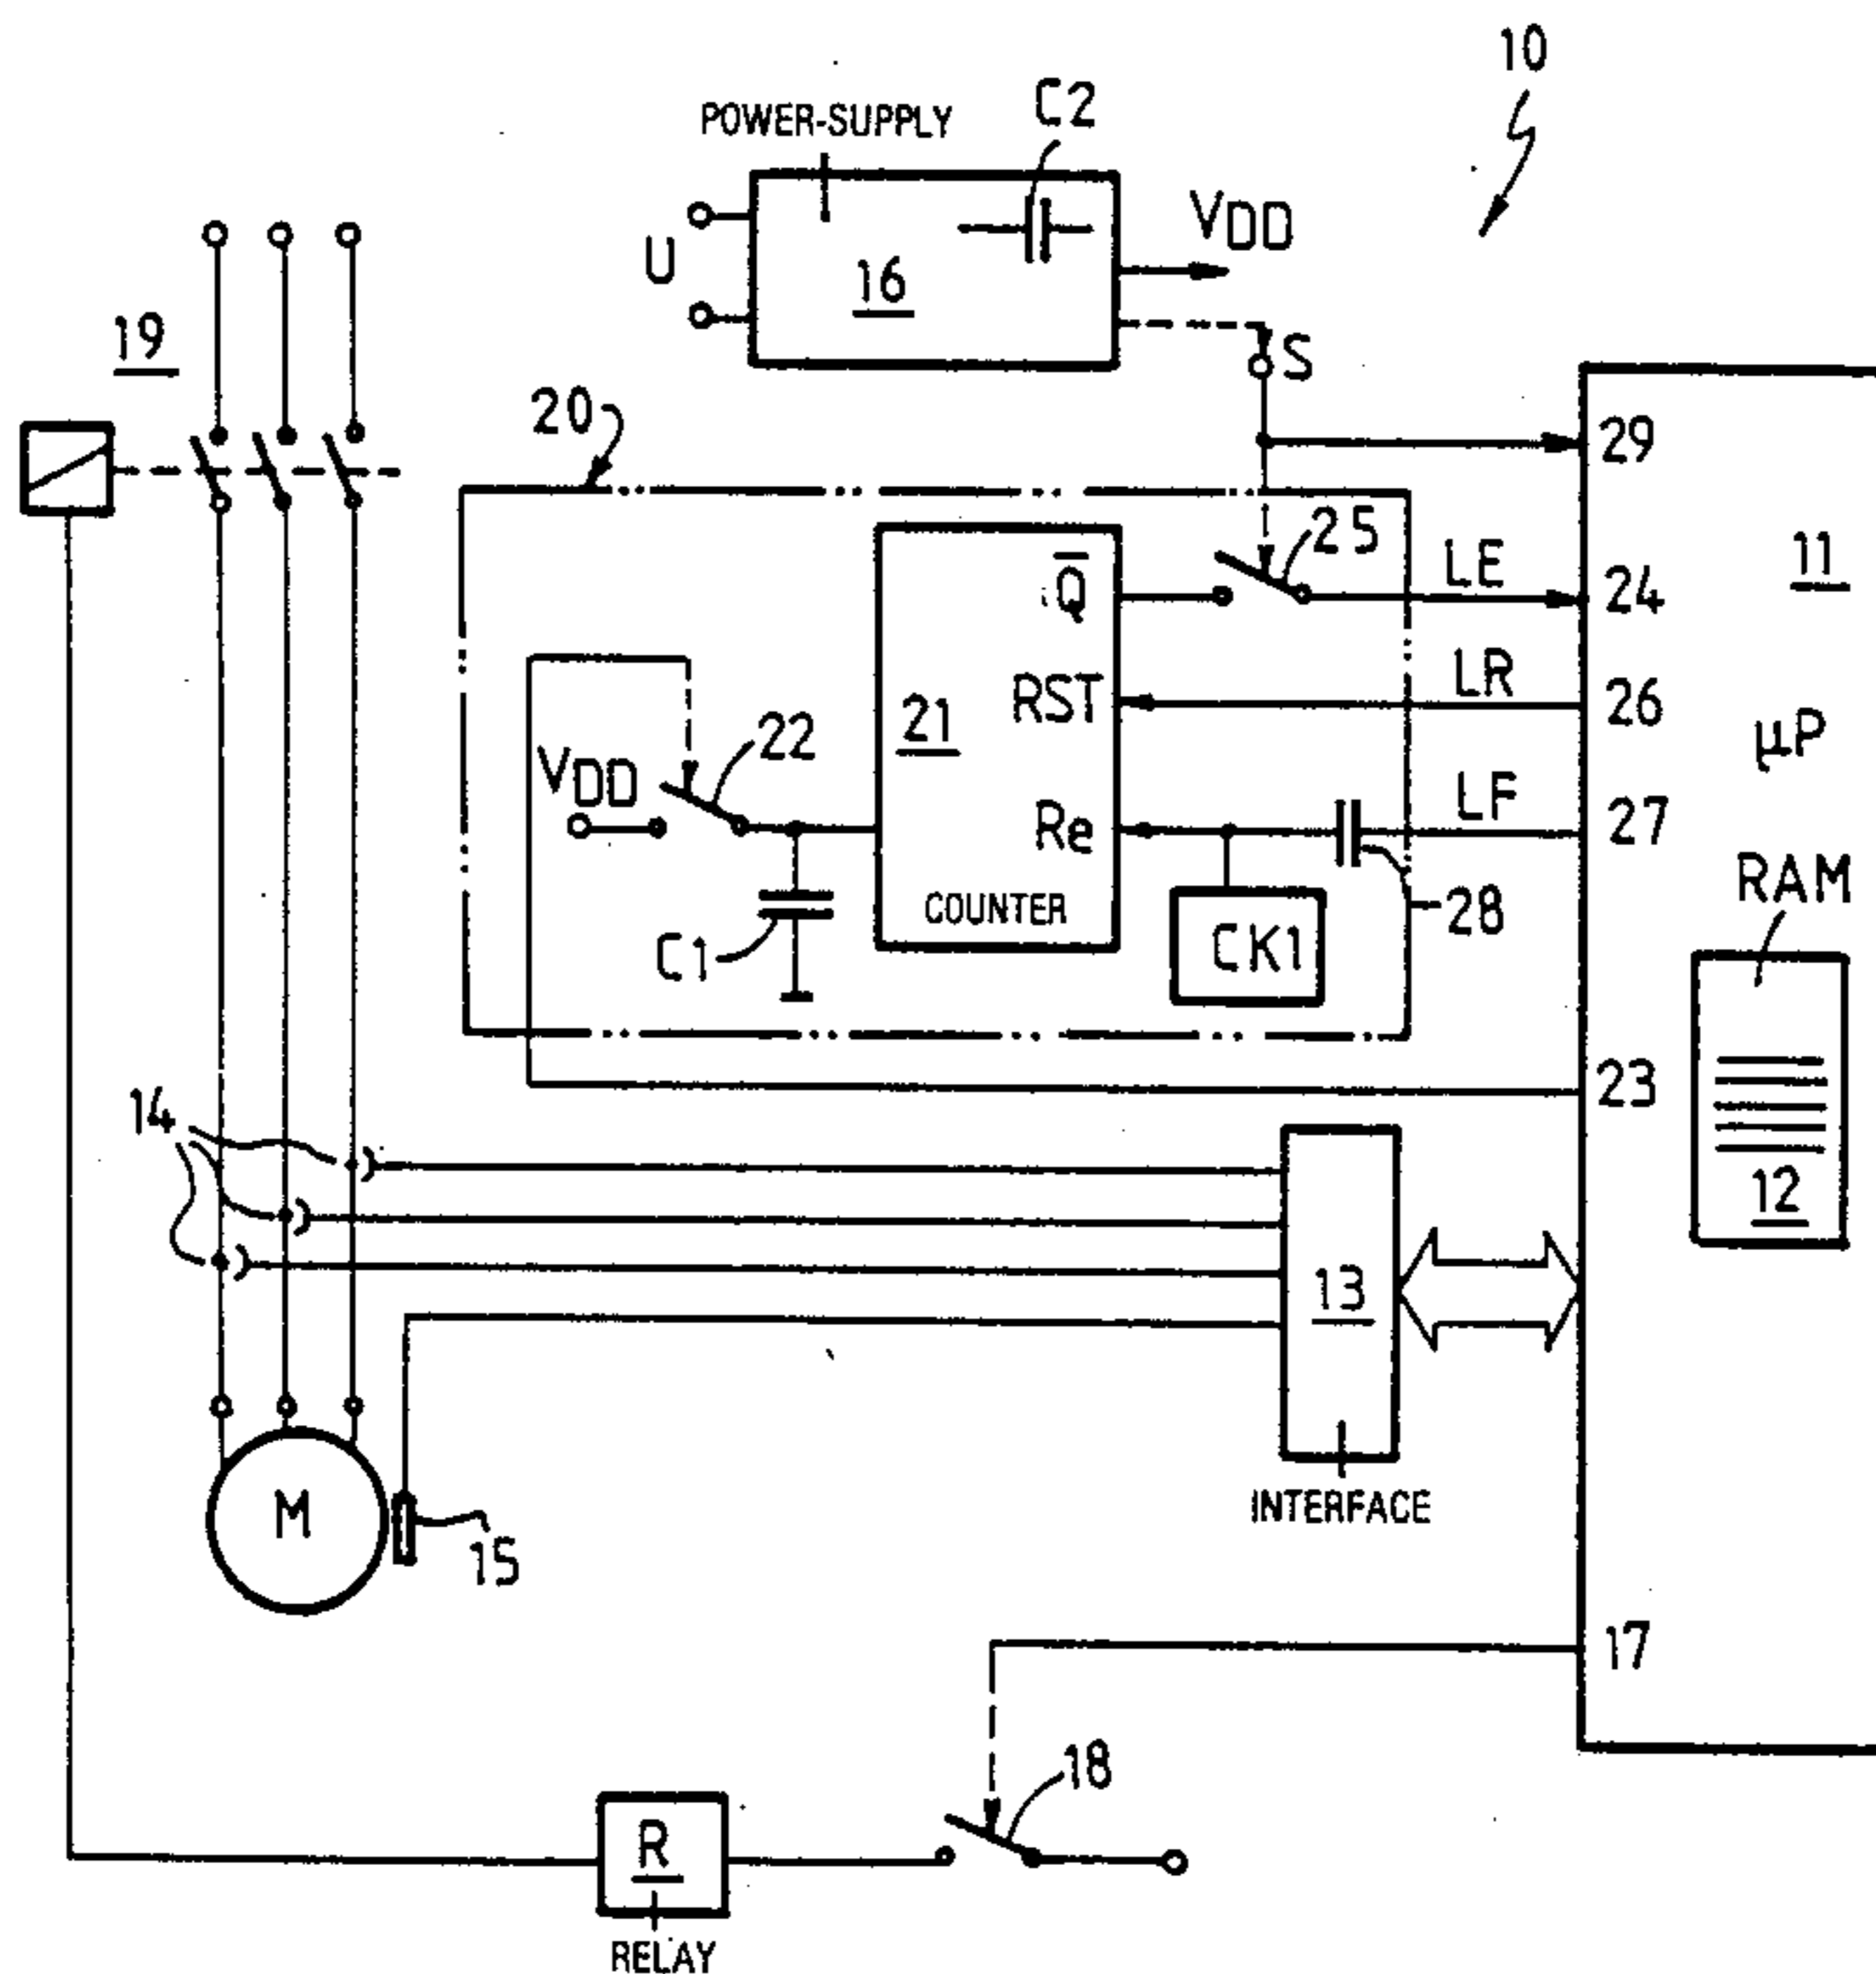 10
POWER-SUPPLY
C2
U
16
VDD
S
19
20
29
25
LE
24
11
Q
RST
LR
26
21
22
VDD
μP
Re
LF
27
RAM
COUNTER
C1
CK1
28
23
14
12
13
M
15
INTERFACE
17
18
R
RELAY